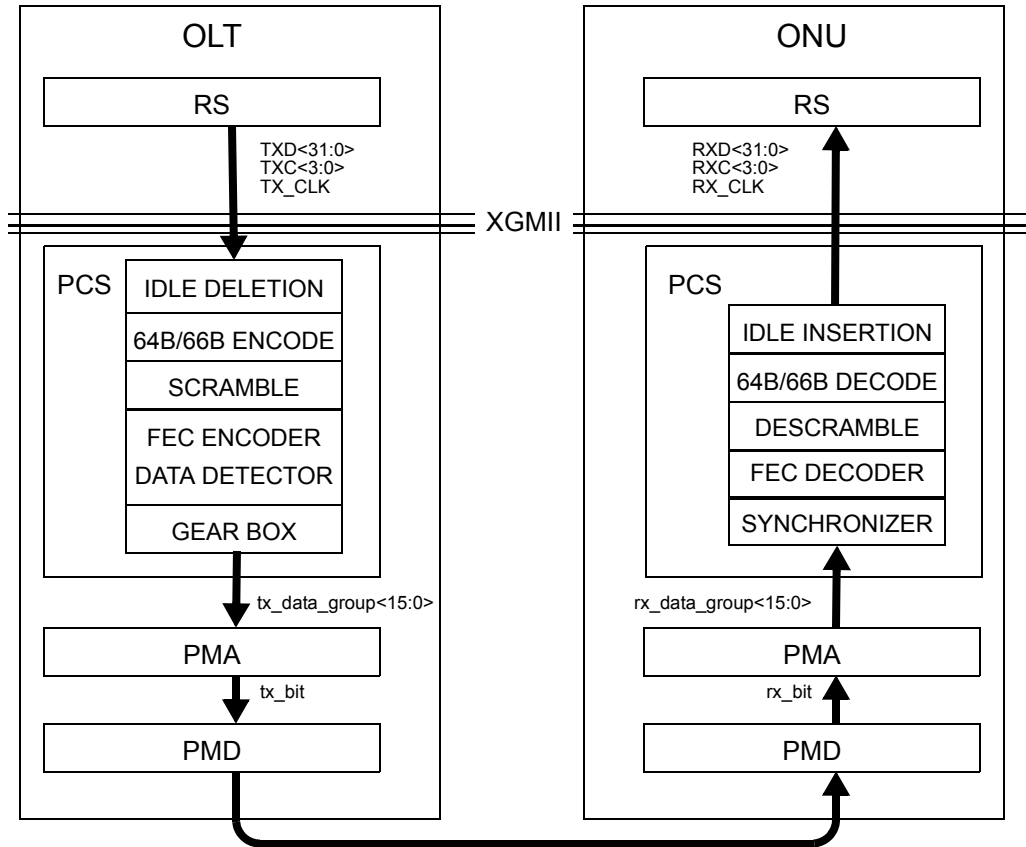 OLT
RS
TXD<31:0>
TXC<3:0>
TX_CLK
XGMII
PCS
IDLE DELETION
64B/66B ENCODE
SCRAMBLE
FEC ENCODER
DATA DETECTOR
GEAR BOX
tx_data_group<15:0>
PMA
tx_bit
PMD
ONU
RS
RXD<31:0>
RXC<3:0>
RX_CLK
PCS
IDLE INSERTION
64B/66B DECODE
DESCRAMBLE
FEC DECODER
SYNCHRONIZER
rx_data_group<15:0>
PMA
rx_bit
PMD